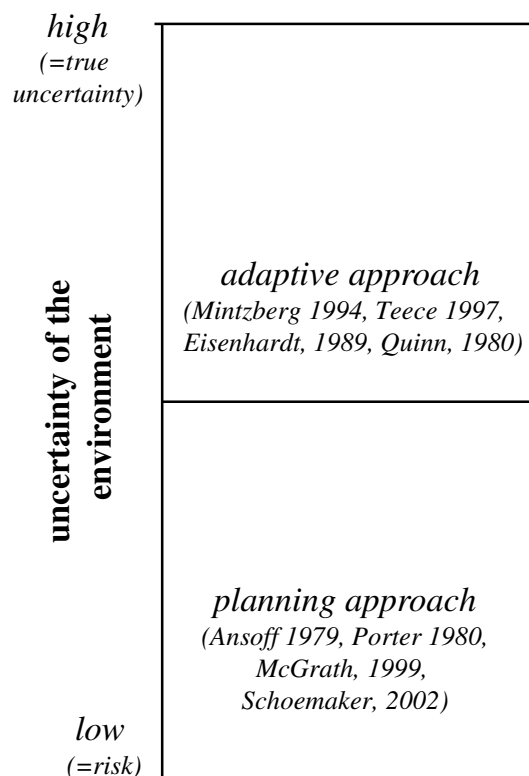 high
(=true
uncertainty)
adaptive approach
(Mintzberg 1994, Teece 1997,
Eisenhardt, 1989, Quinn, 1980)
uncertainty of the
environment
planning approach
(Ansoff 1979, Porter 1980,
McGrath, 1999,
Schoemaker, 2002)
low
(=risk)